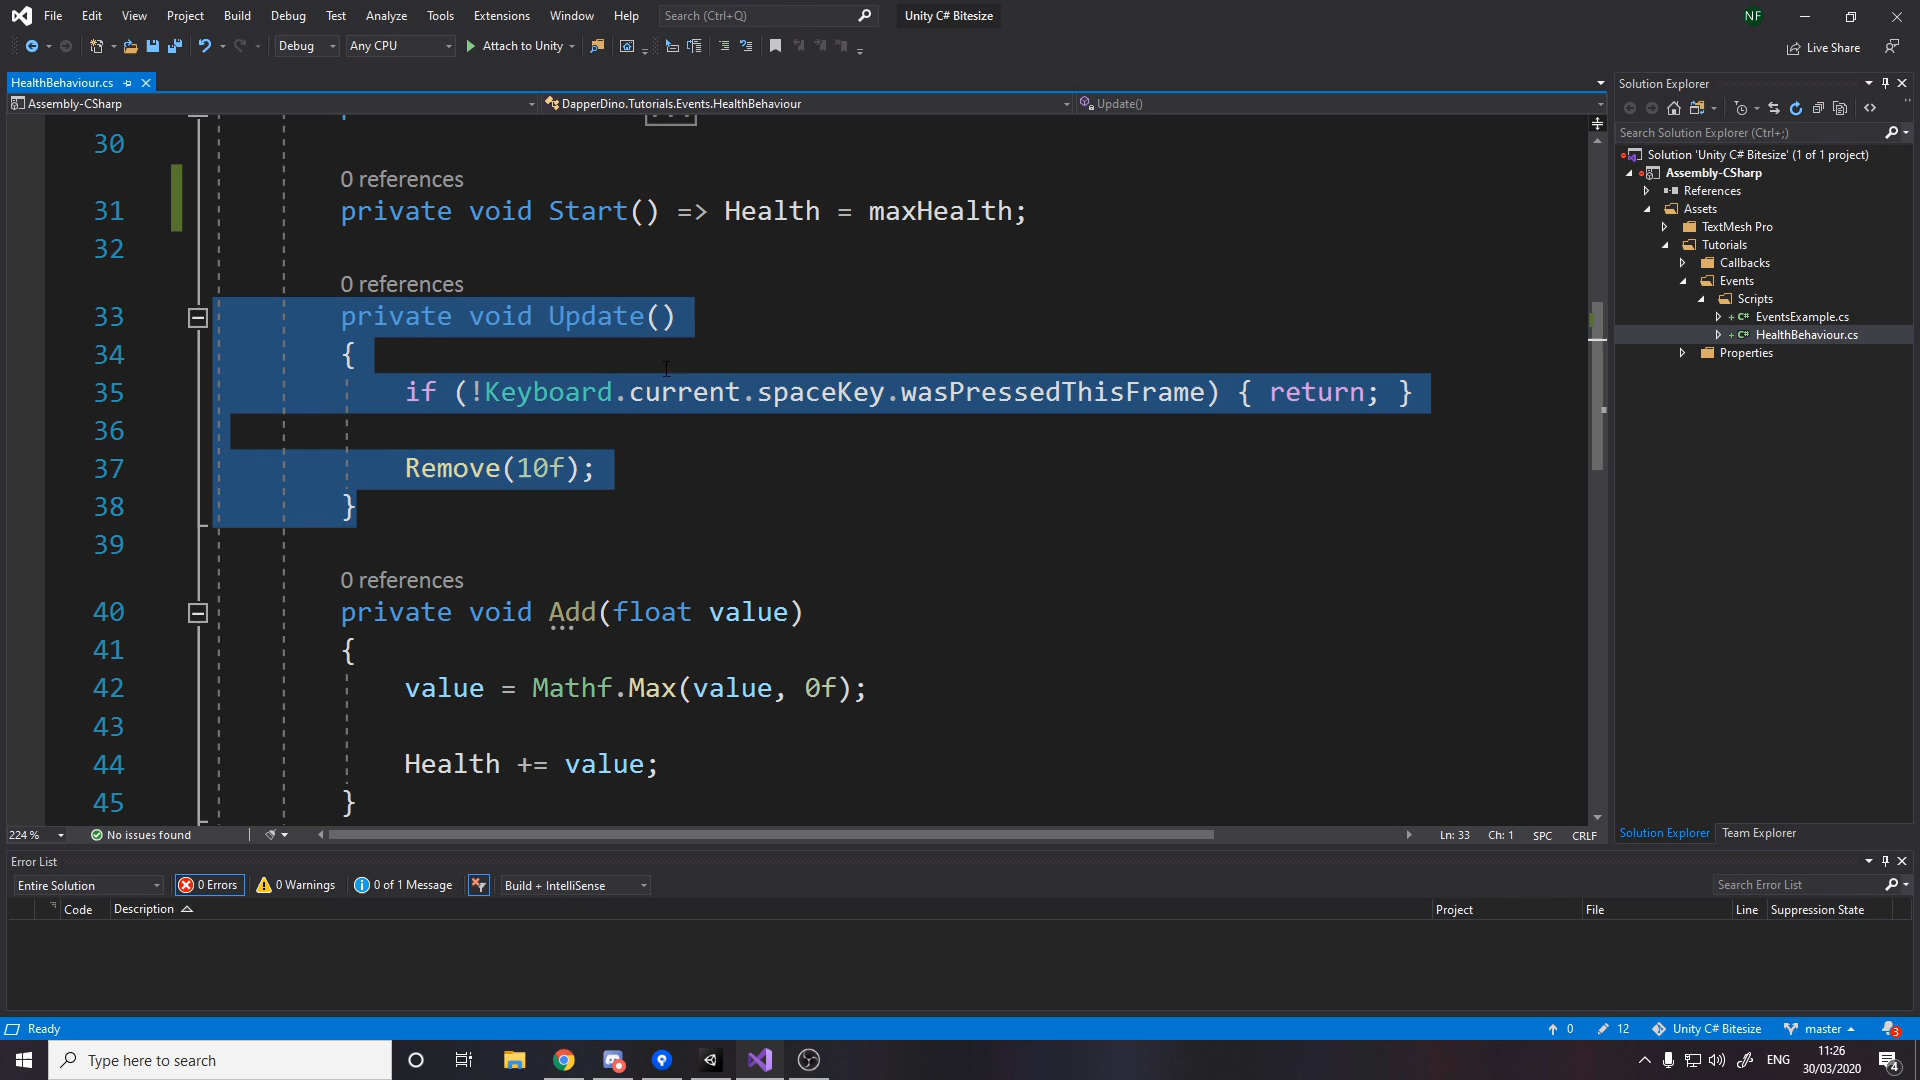 File Edit View Project Build Debug Test Analyze Tools Extensions Window Help Search (Ctrl+Q) Unity C# Bitesize NF
Debug Any CPU Attach to Unity Live Share
HealthBehaviour.cs
Assembly-CSharp DapperDino.Tutorials.Events.HealthBehaviour Update()
30
0 references
31 private void Start() => Health = maxHealth;
32
0 references
33 private void Update()
34 {
35 if (!Keyboard.current.spaceKey.wasPressedThisFrame) { return; }
36
37 Remove(10f);
38 }
39
0 references
40 private void Add(float value)
41 {
42 value = Mathf.Max(value, 0f);
43
44 Health += value;
45 }
224 % No issues found Ln: 33 Ch: 1 SPC CRLF
Solution Explorer
Search Solution Explorer (Ctrl+;)
Solution 'Unity C# Bitesize' (1 of 1 project)
Assembly-CSharp
References
Assets
TextMesh Pro
Tutorials
Callbacks
Events
Scripts
+ C# EventsExample.cs
+ C# HealthBehaviour.cs
Properties
Solution Explorer Team Explorer
Error List
Entire Solution 0 Errors 0 Warnings 0 of 1 Message Build + IntelliSense Search Error List
Code Description Project File Line Suppression State
Ready 0 12 Unity C# Bitesize master 3
Type here to search ENG 11:26
30/03/2020 4